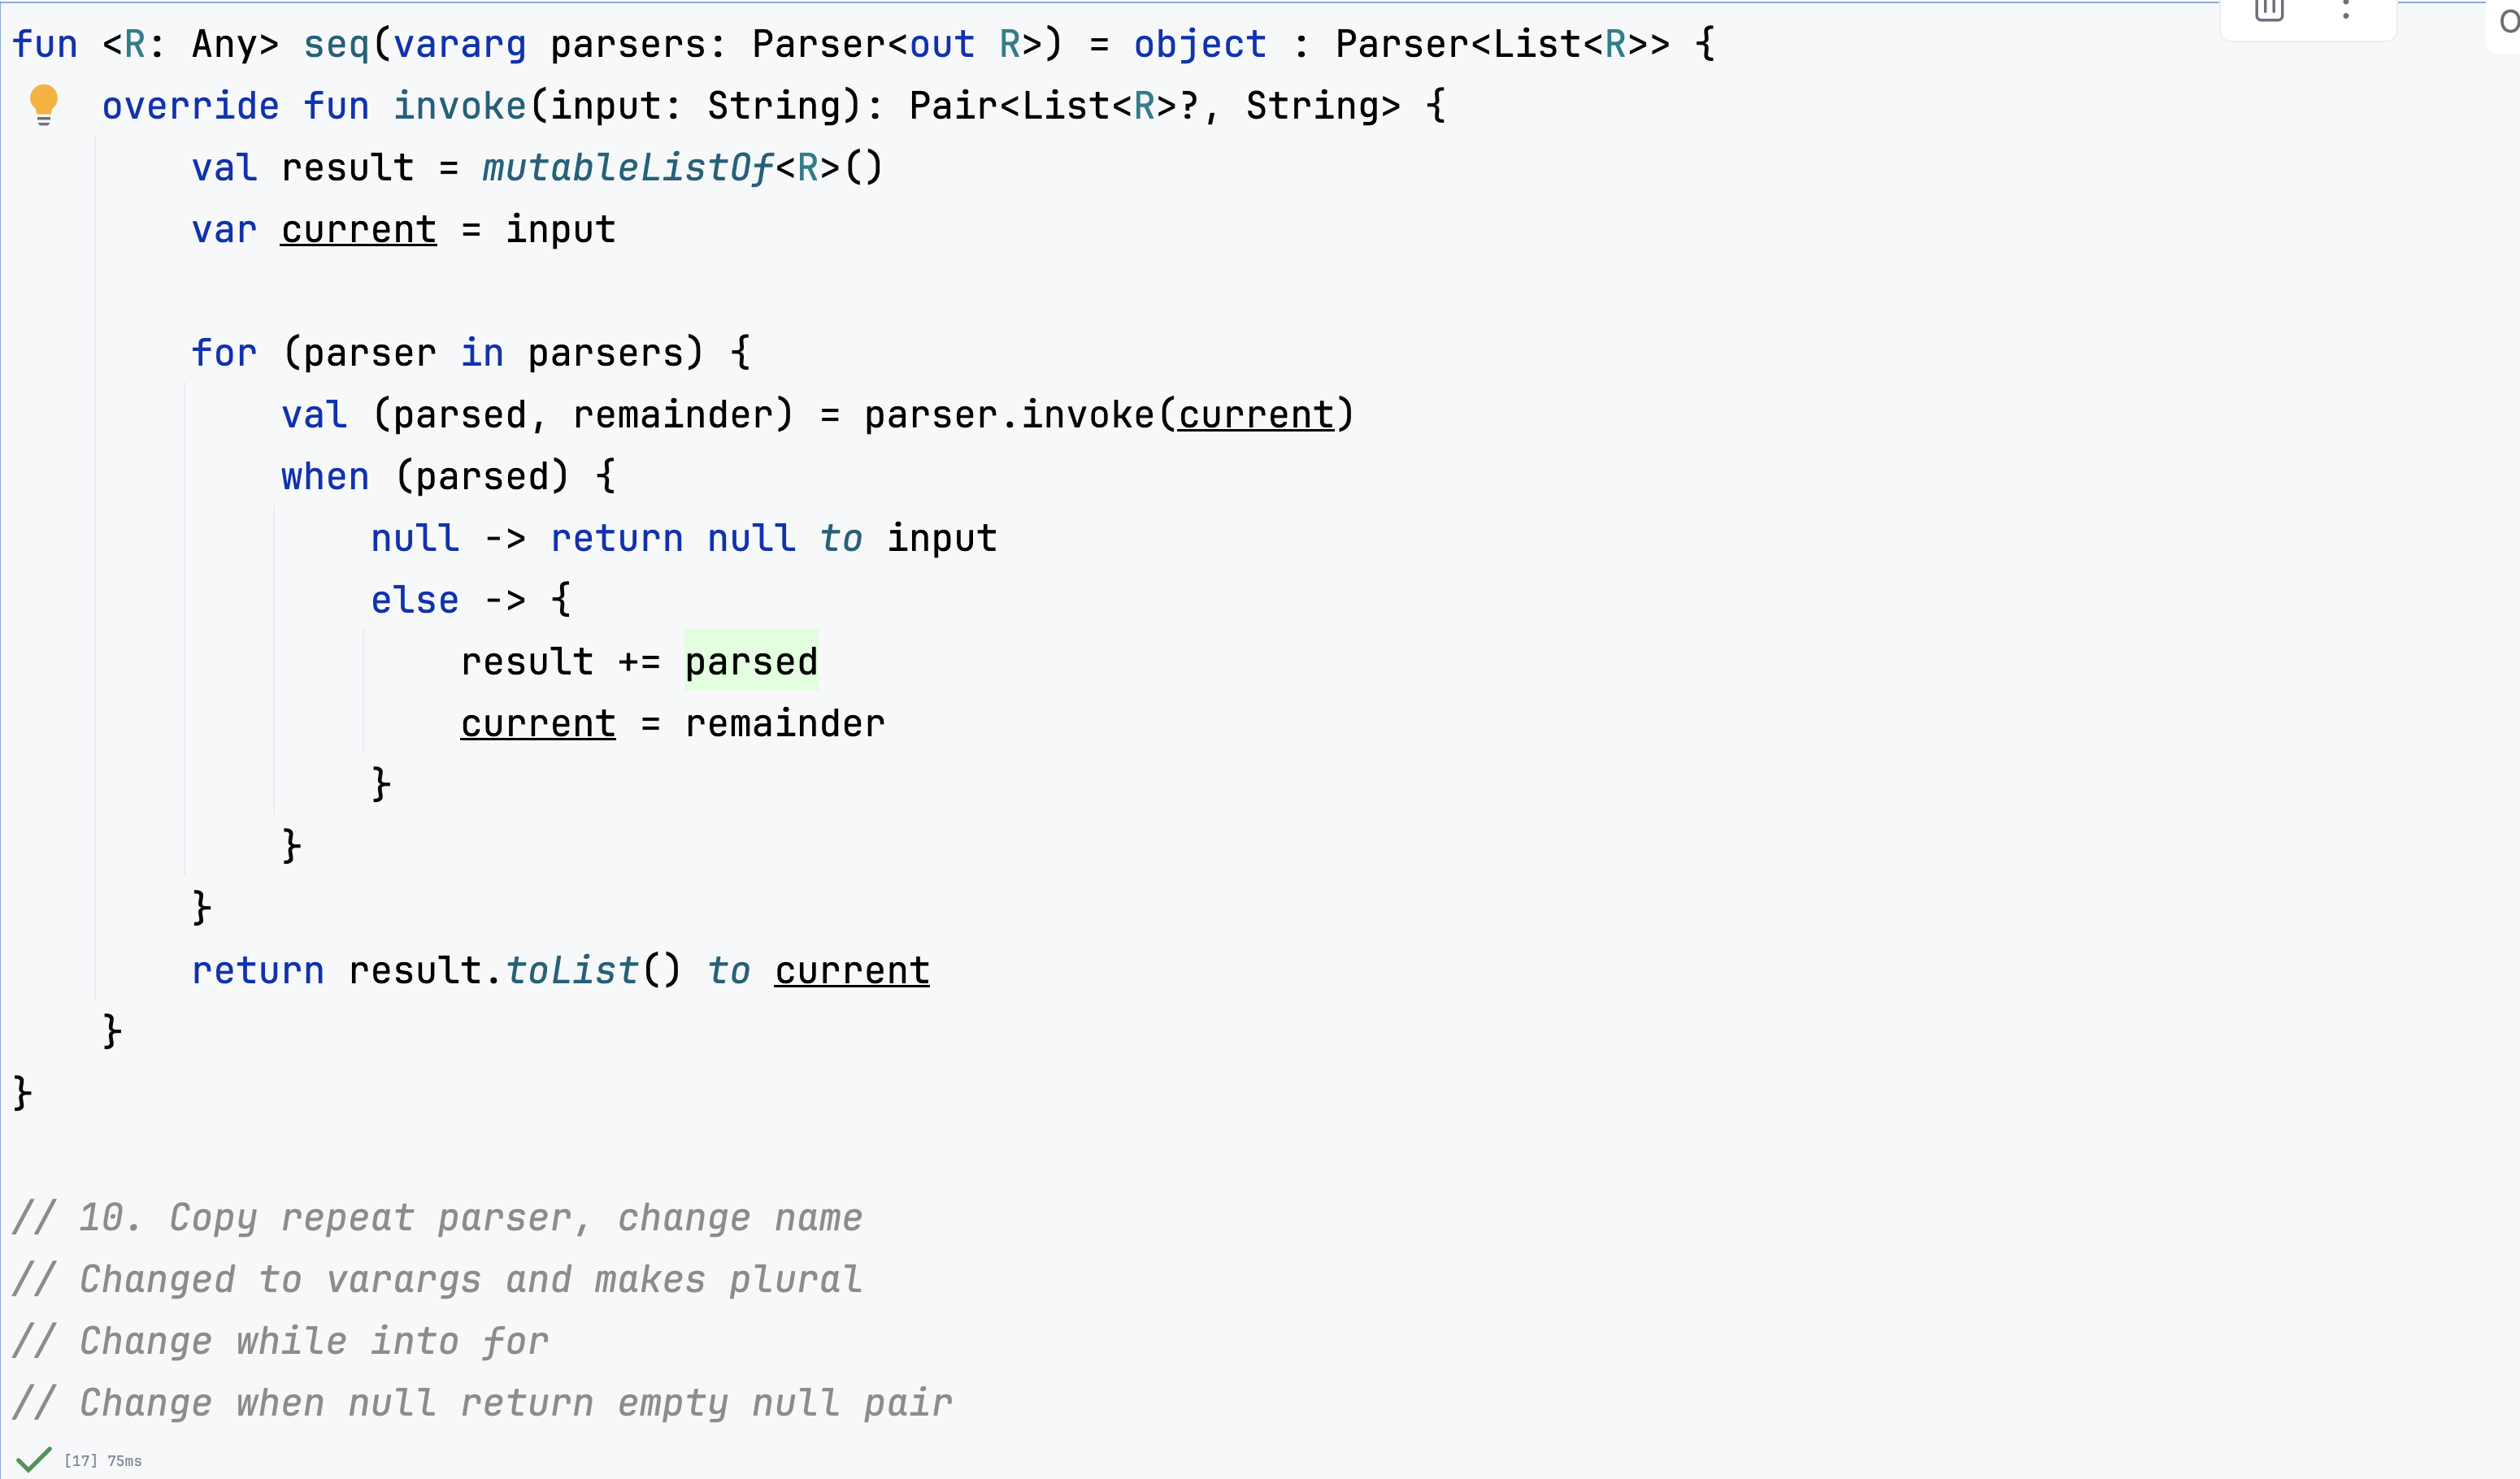 fun <R: Any> seq(vararg parsers: Parser<out R>) = object : Parser<List<R>> {
    override fun invoke(input: String): Pair<List<R>?, String> {
        val result = mutableListOf<R>()
        var current = input

        for (parser in parsers) {
            val (parsed, remainder) = parser.invoke(current)
            when (parsed) {
                null -> return null to input
                else -> {
                    result += parsed
                    current = remainder
                }
            }
        }
        return result.toList() to current
    }
}

// 10. Copy repeat parser, change name
// Changed to varargs and makes plural
// Change while into for
// Change when null return empty null pair
[17] 75ms